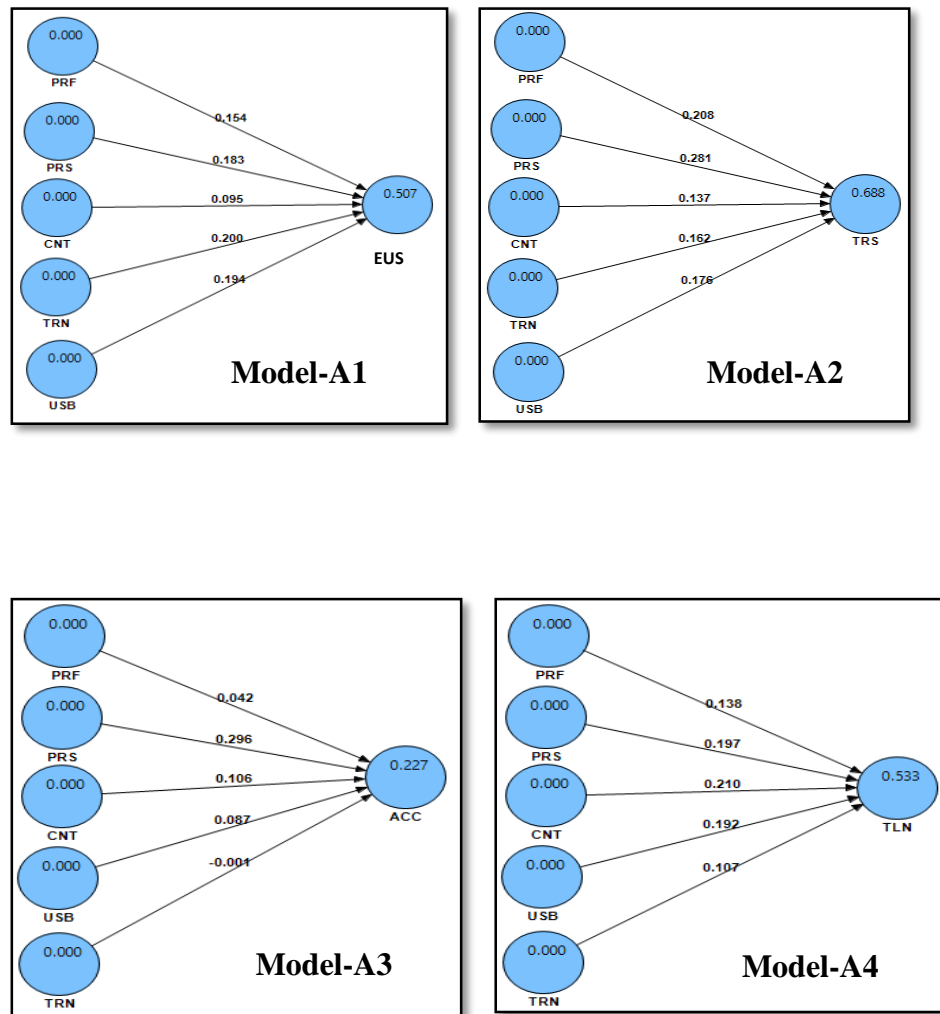 0.000
PRF
0.154
0.000
PRS
0.183
0.000
CNT
0.095
0.507
EUS
0.200
0.000
TRN
0.194
0.000
USB
Model-A1
0.000
PRF
0.208
0.000
PRS
0.281
0.000
CNT
0.137
0.688
TRS
0.162
0.000
TRN
0.176
0.000
USB
Model-A2
0.000
PRF
0.042
0.000
PRS
0.296
0.000
CNT
0.106
0.227
ACC
0.087
0.000
USB
-0.001
0.000
TRN
Model-A3
0.000
PRF
0.138
0.000
PRS
0.197
0.000
CNT
0.210
0.533
TLN
0.192
0.000
USB
0.107
0.000
TRN
Model-A4